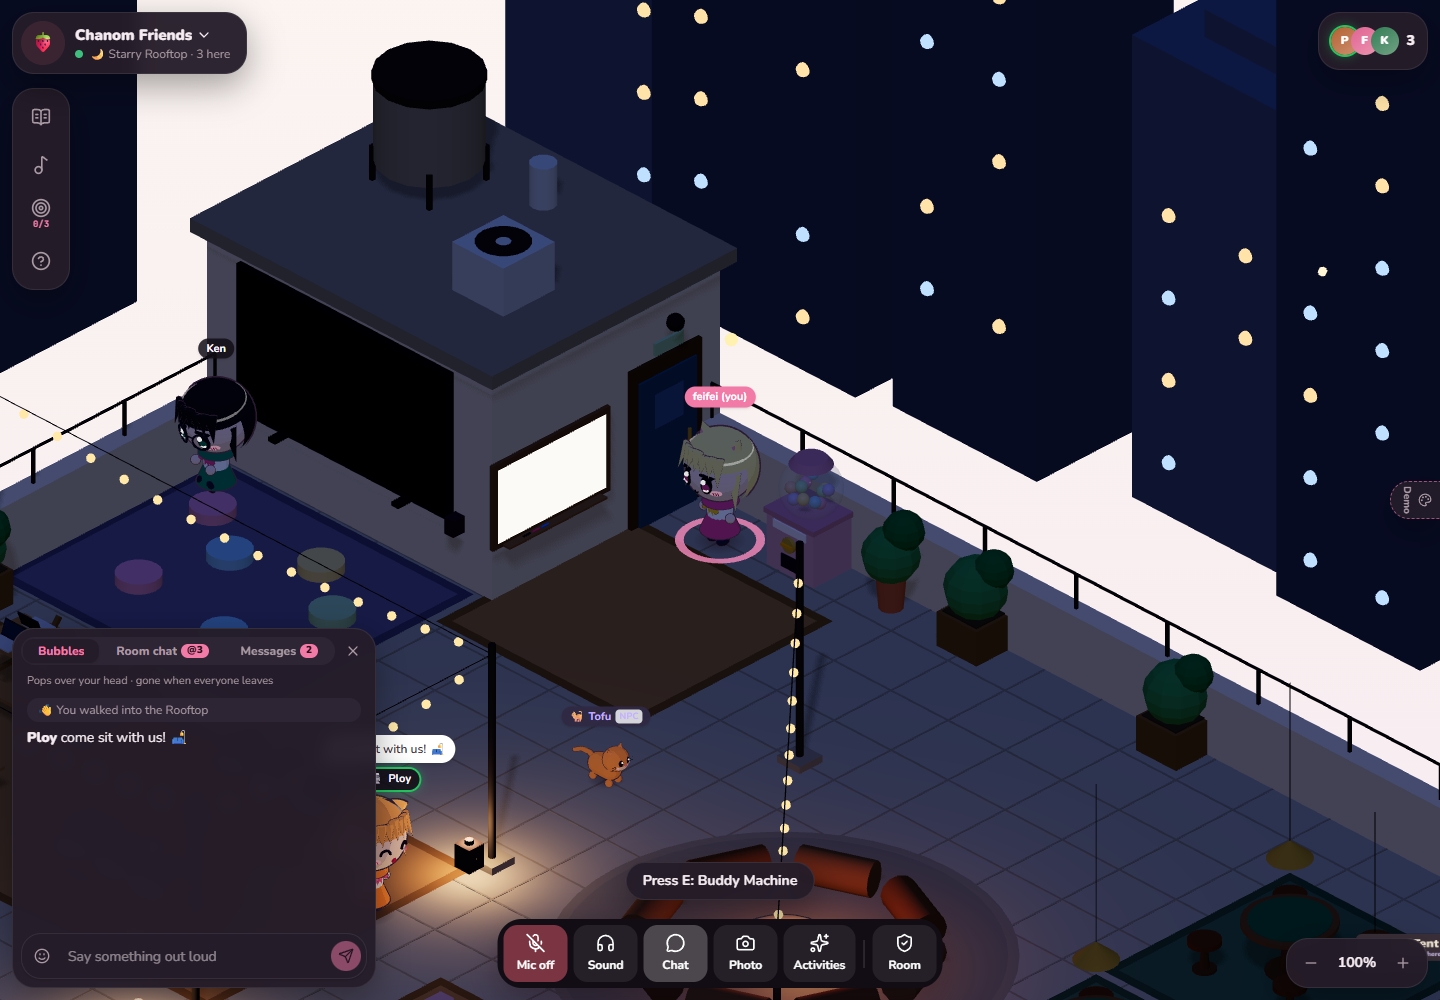 Chanom Friends
🌙 Starry Rooftop · 3 here
P F K 3
0/3
Ken
feifei (you)
Demo
Bubbles
Room chat @3
Messages 2
Pops over your head · gone when everyone leaves
👋 You walked into the Rooftop
Ploy come sit with us! 🛋️
t with us! 🛋️
Ploy
Tofu NPC
Press E: Buddy Machine
Say something out loud
Mic off
Sound
Chat
Photo
Activities
Room
100%